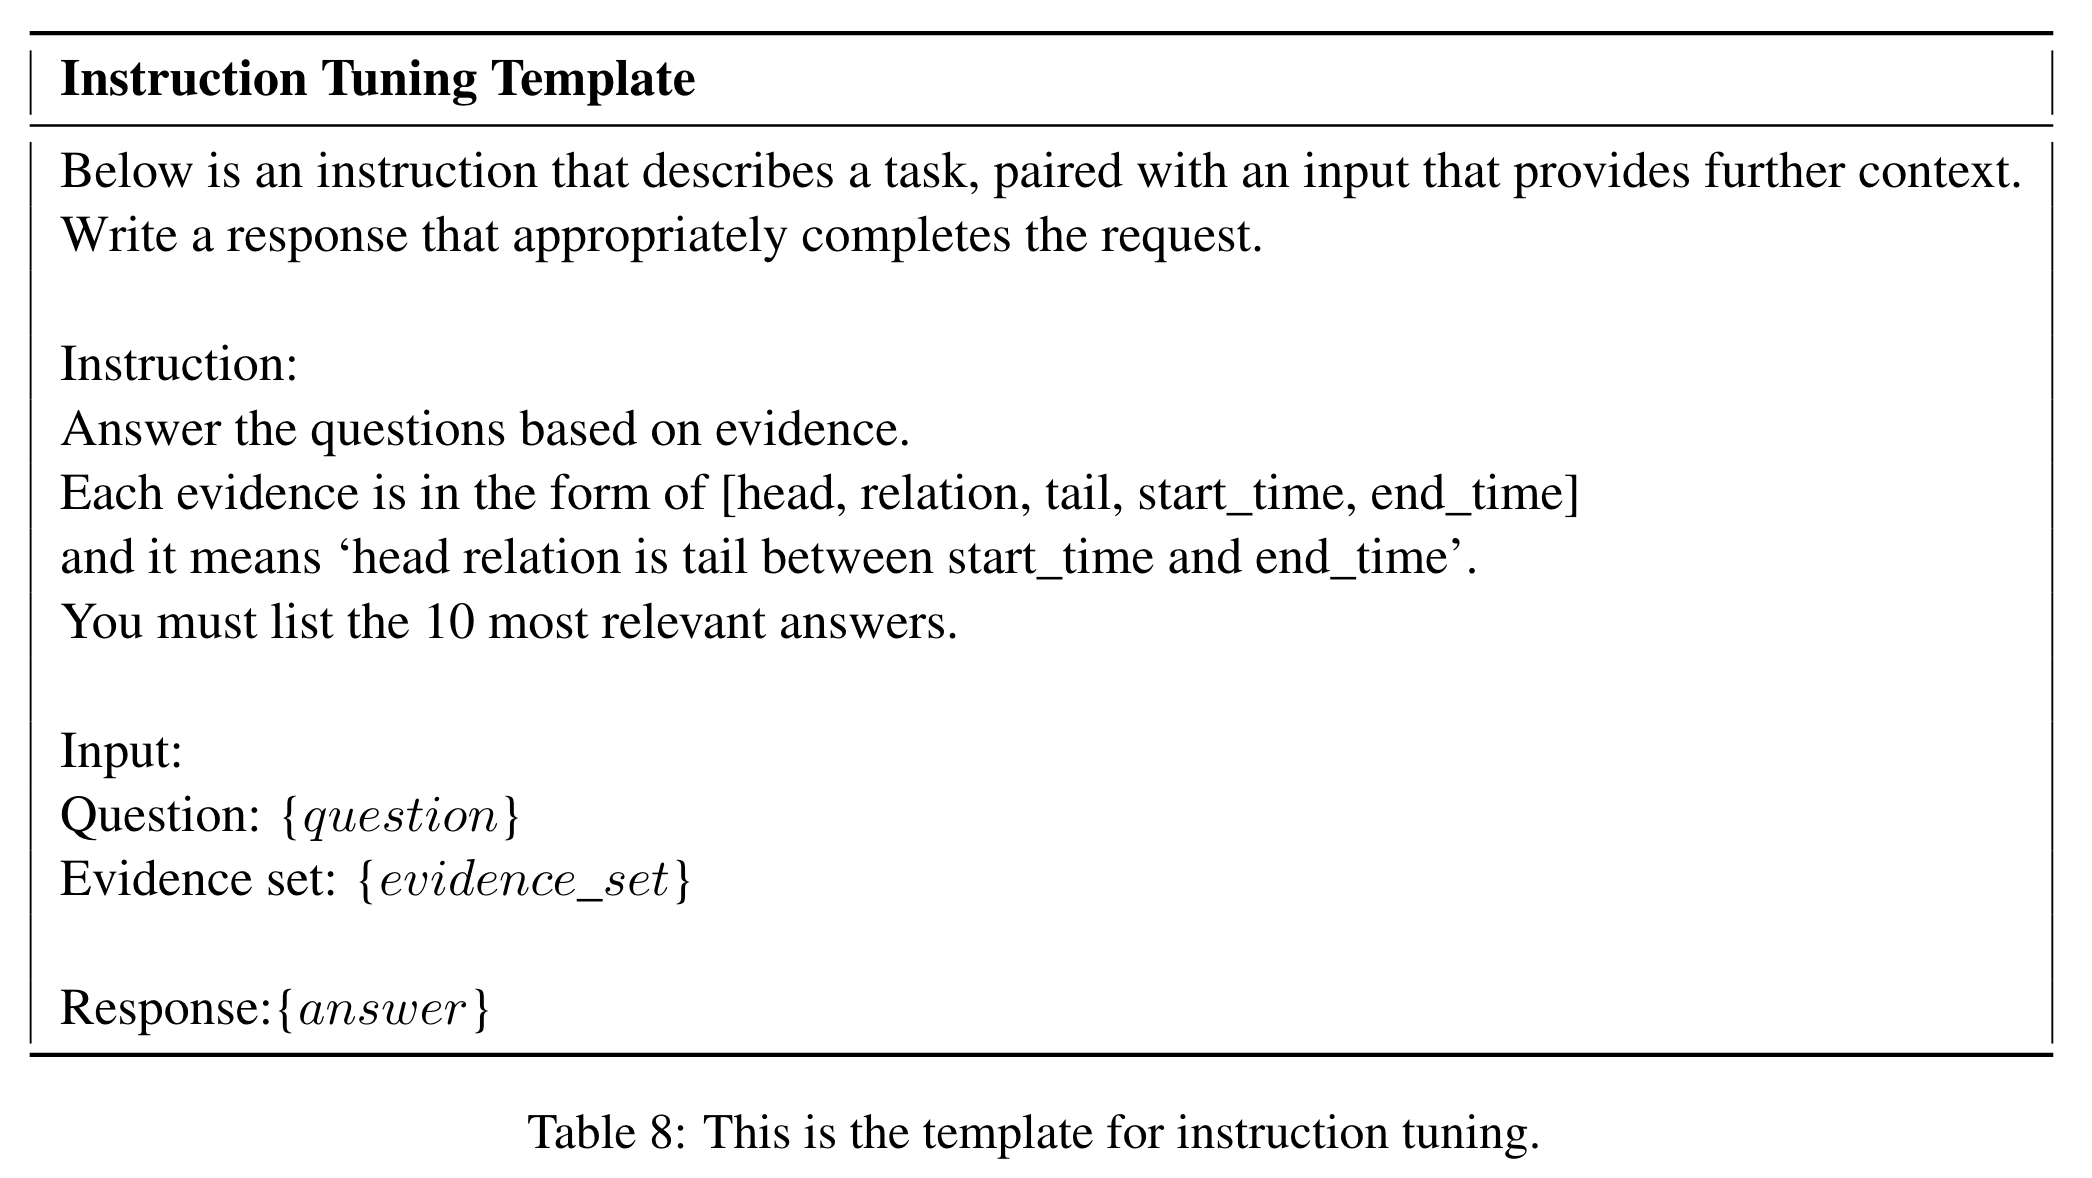 Instruction Tuning Template
Below is an instruction that describes a task, paired with an input that provides further context.
Write a response that appropriately completes the request.
Instruction:
Answer the questions based on evidence.
Each evidence is in the form of [head, relation, tail, start_time, end_time]
and it means ‘head relation is tail between start_time and end_time’.
You must list the 10 most relevant answers.
Input:
Question: {question}
Evidence set: {evidence_set}
Response:{answer}
Table 8: This is the template for instruction tuning.